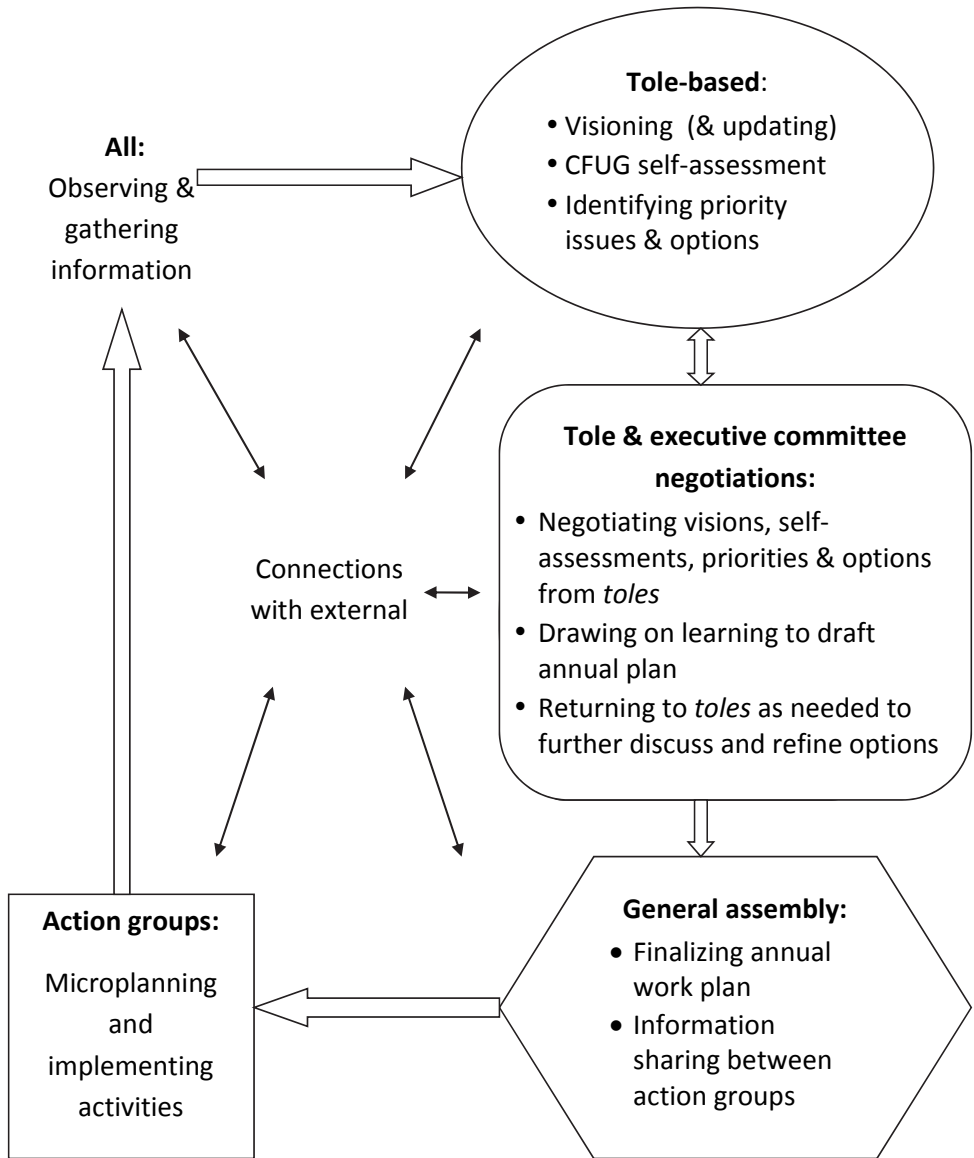 Tole-based:
• Visioning (& updating)
• CFUG self-assessment
• Identifying priority
issues & options
All:
Observing &
gathering
information
Tole & executive committee
negotiations:
• Negotiating visions, self-
assessments, priorities & options
from toles
• Drawing on learning to draft
annual plan
• Returning to toles as needed to
further discuss and refine options
Connections
with external
General assembly:
• Finalizing annual
work plan
• Information
sharing between
action groups
Action groups:
Microplanning
and
implementing
activities